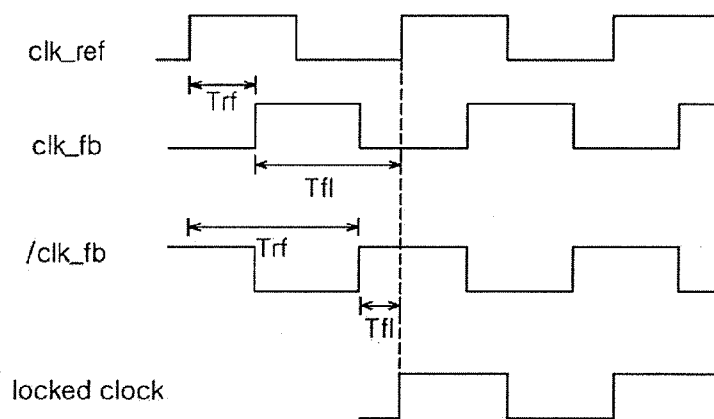 clk_ref
Trf
clk_fb
Tfl
Trf
/clk_fb
Tfl
locked clock